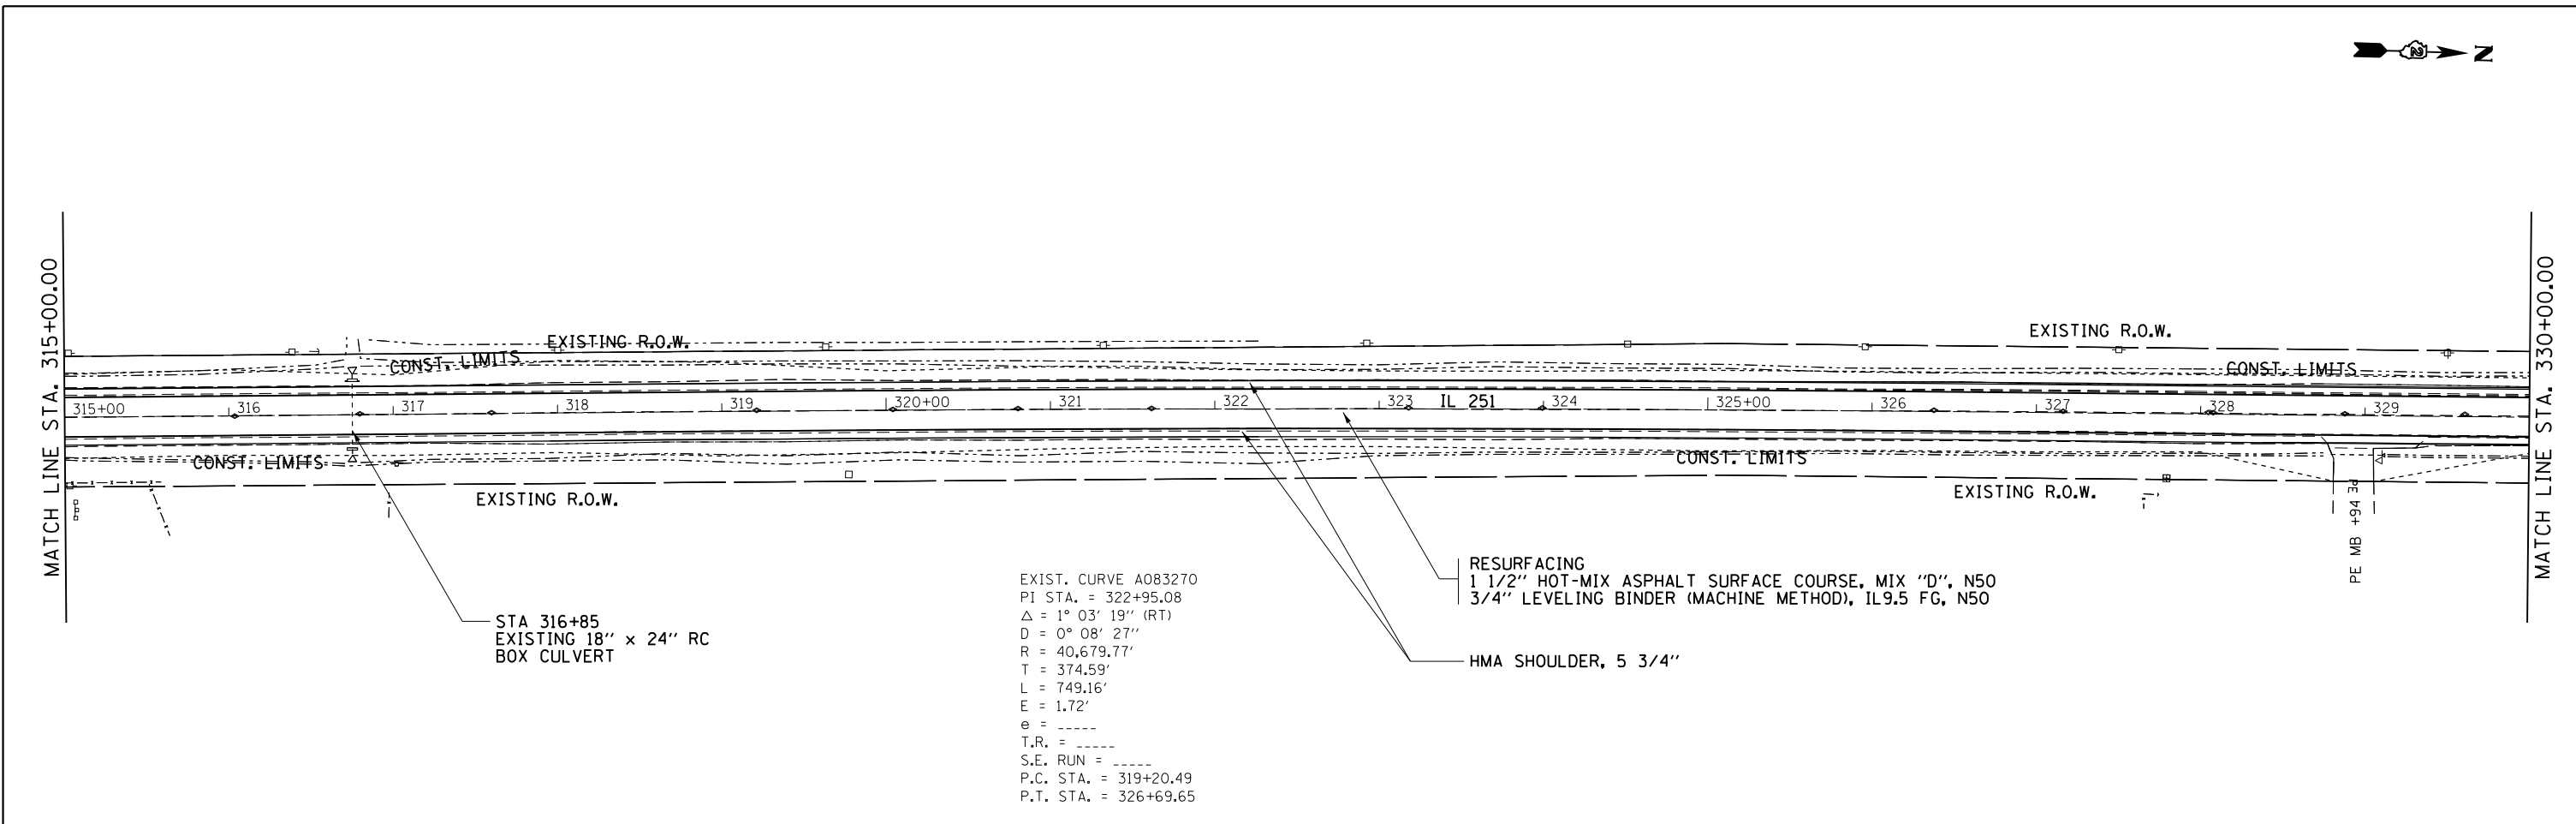 N
MATCH LINE STA. 315+00.00
MATCH LINE STA. 330+00.00
EXISTING R.O.W.
EXISTING R.O.W.
CONST. LIMITS
CONST. LIMITS
315+00
316
317
318
319
320+00
321
322
323
IL 251
324
325+00
326
327
328
329
CONST. LIMITS
CONST. LIMITS
EXISTING R.O.W.
EXISTING R.O.W.
PE MB +94 PE
STA 316+85
EXISTING 18" x 24" RC
BOX CULVERT
EXIST. CURVE A083270
PI STA. = 322+95.08
Δ = 1° 03' 19" (RT)
D = 0° 08' 27"
R = 40,679.77'
T = 374.59'
L = 749.16'
E = 1.72'
e = _____
T.R. = _____
S.E. RUN = _____
P.C. STA. = 319+20.49
P.T. STA. = 326+69.65
RESURFACING
1 1/2" HOT-MIX ASPHALT SURFACE COURSE, MIX "D", N50
3/4" LEVELING BINDER (MACHINE METHOD), IL9.5 FG, N50
HMA SHOULDER, 5 3/4"